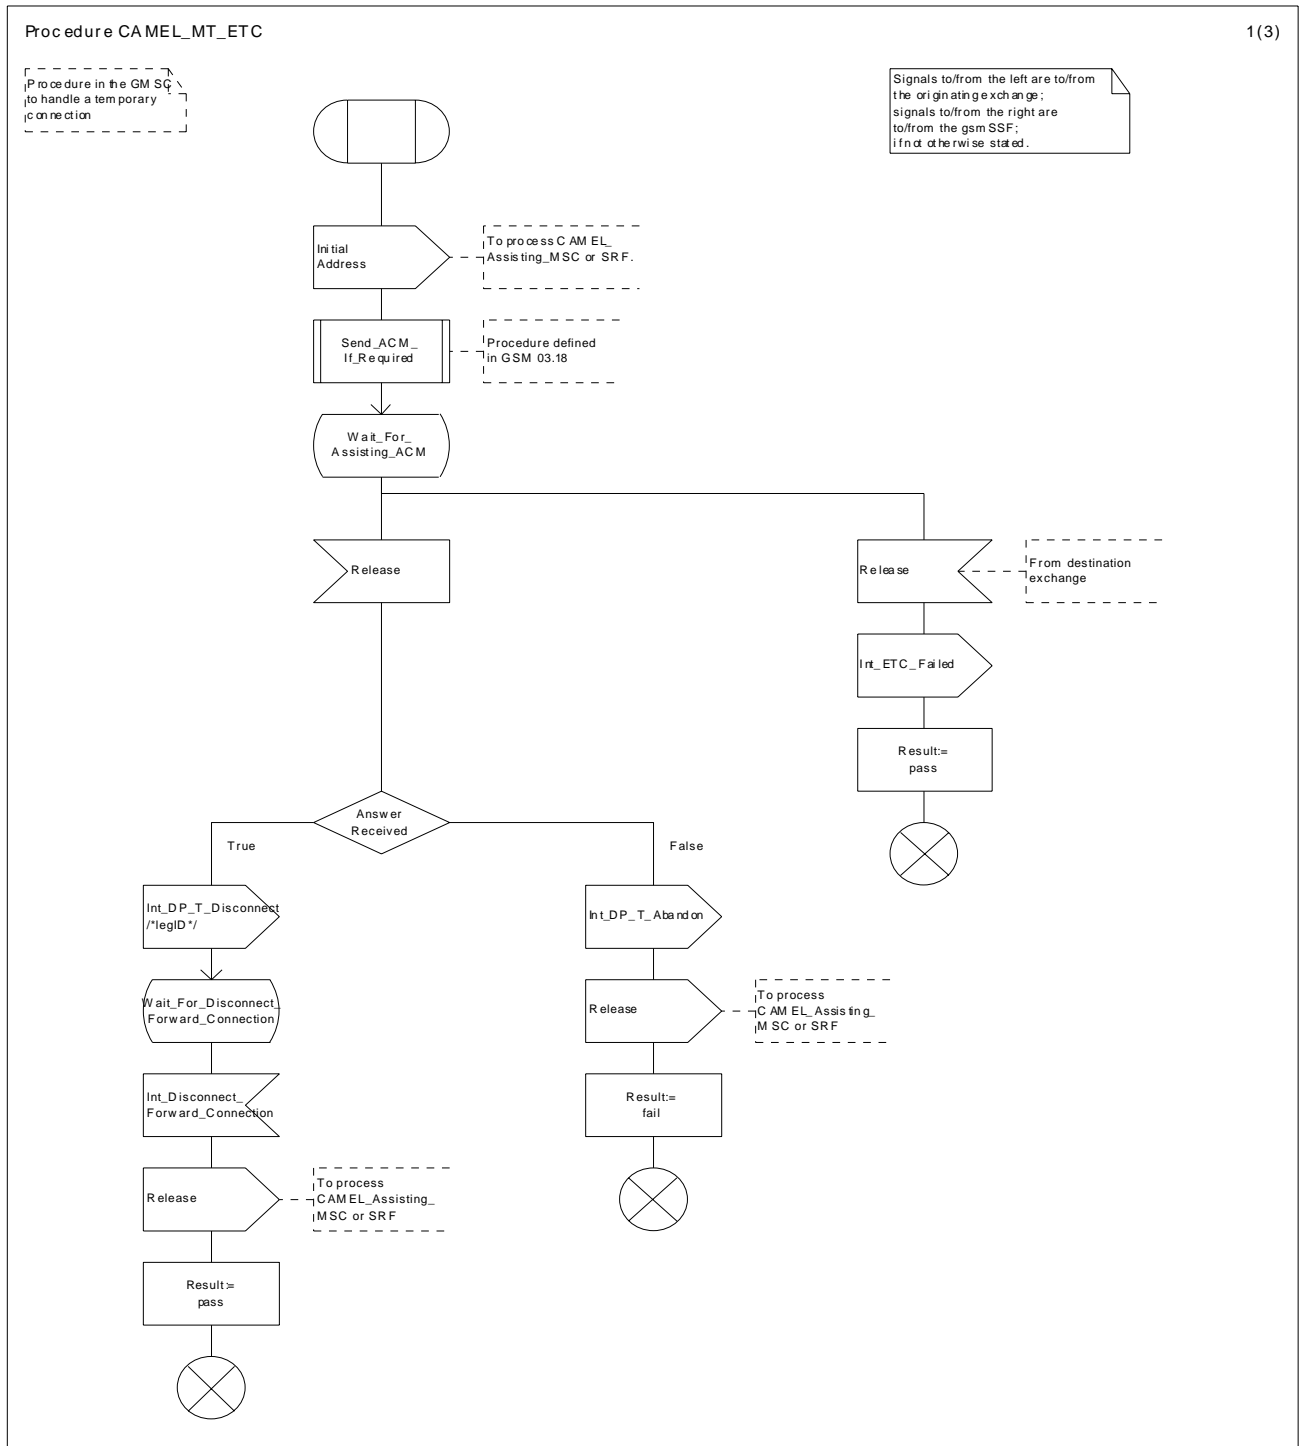 Procedure CAMEL_MT_ETC
1(3)
Procedure in the GMSC
to handle a temporary
connection
Signals to/from the left are to/from
the originating exchange;
signals to/from the right are
to/from the gsmSSF;
if not otherwise stated.
Initial
Address
To process CAMEL_
Assisting_MSC or SRF.
Send_ACM_
If_Required
Procedure defined
in GSM 03.18
Wait_For_
Assisting_ACM
Release
Release
From destination
exchange
Int_ETC_Failed
Result:=
pass
Answer
Received
True
False
Int_DP_T_Disconnect
/*legID*/
Int_DP_T_Abandon
Wait_For_Disconnect_
Forward_Connection
Release
To process
CAMEL_Assisting_
MSC or SRF
Int_Disconnect_
Forward_Connection
Result:=
fail
Release
To process
CAMEL_Assisting_
MSC or SRF
Result:=
pass